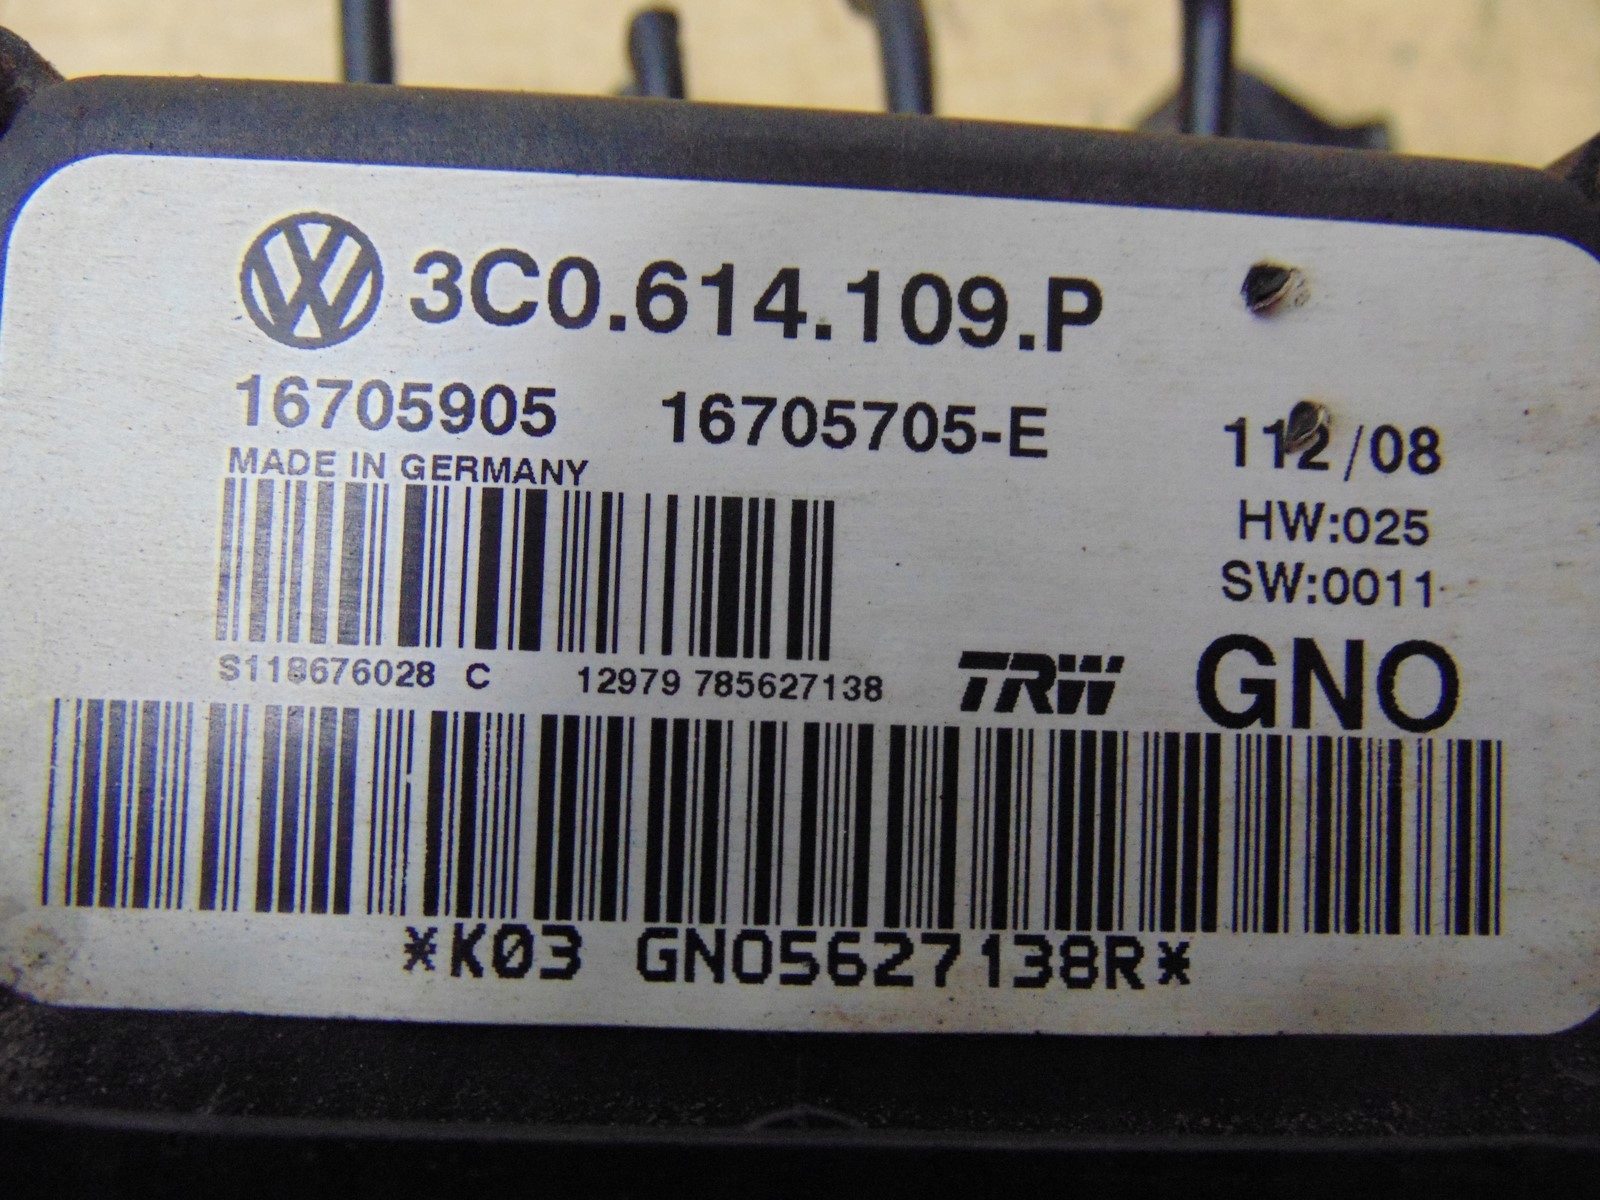 3C0.614.109.P
16705905 16705705-E 112/08
MADE IN GERMANY
HW:025
SW:0011
S118676028 C 12979 785627138
TRW GNO
*K03 GNO5627138R*